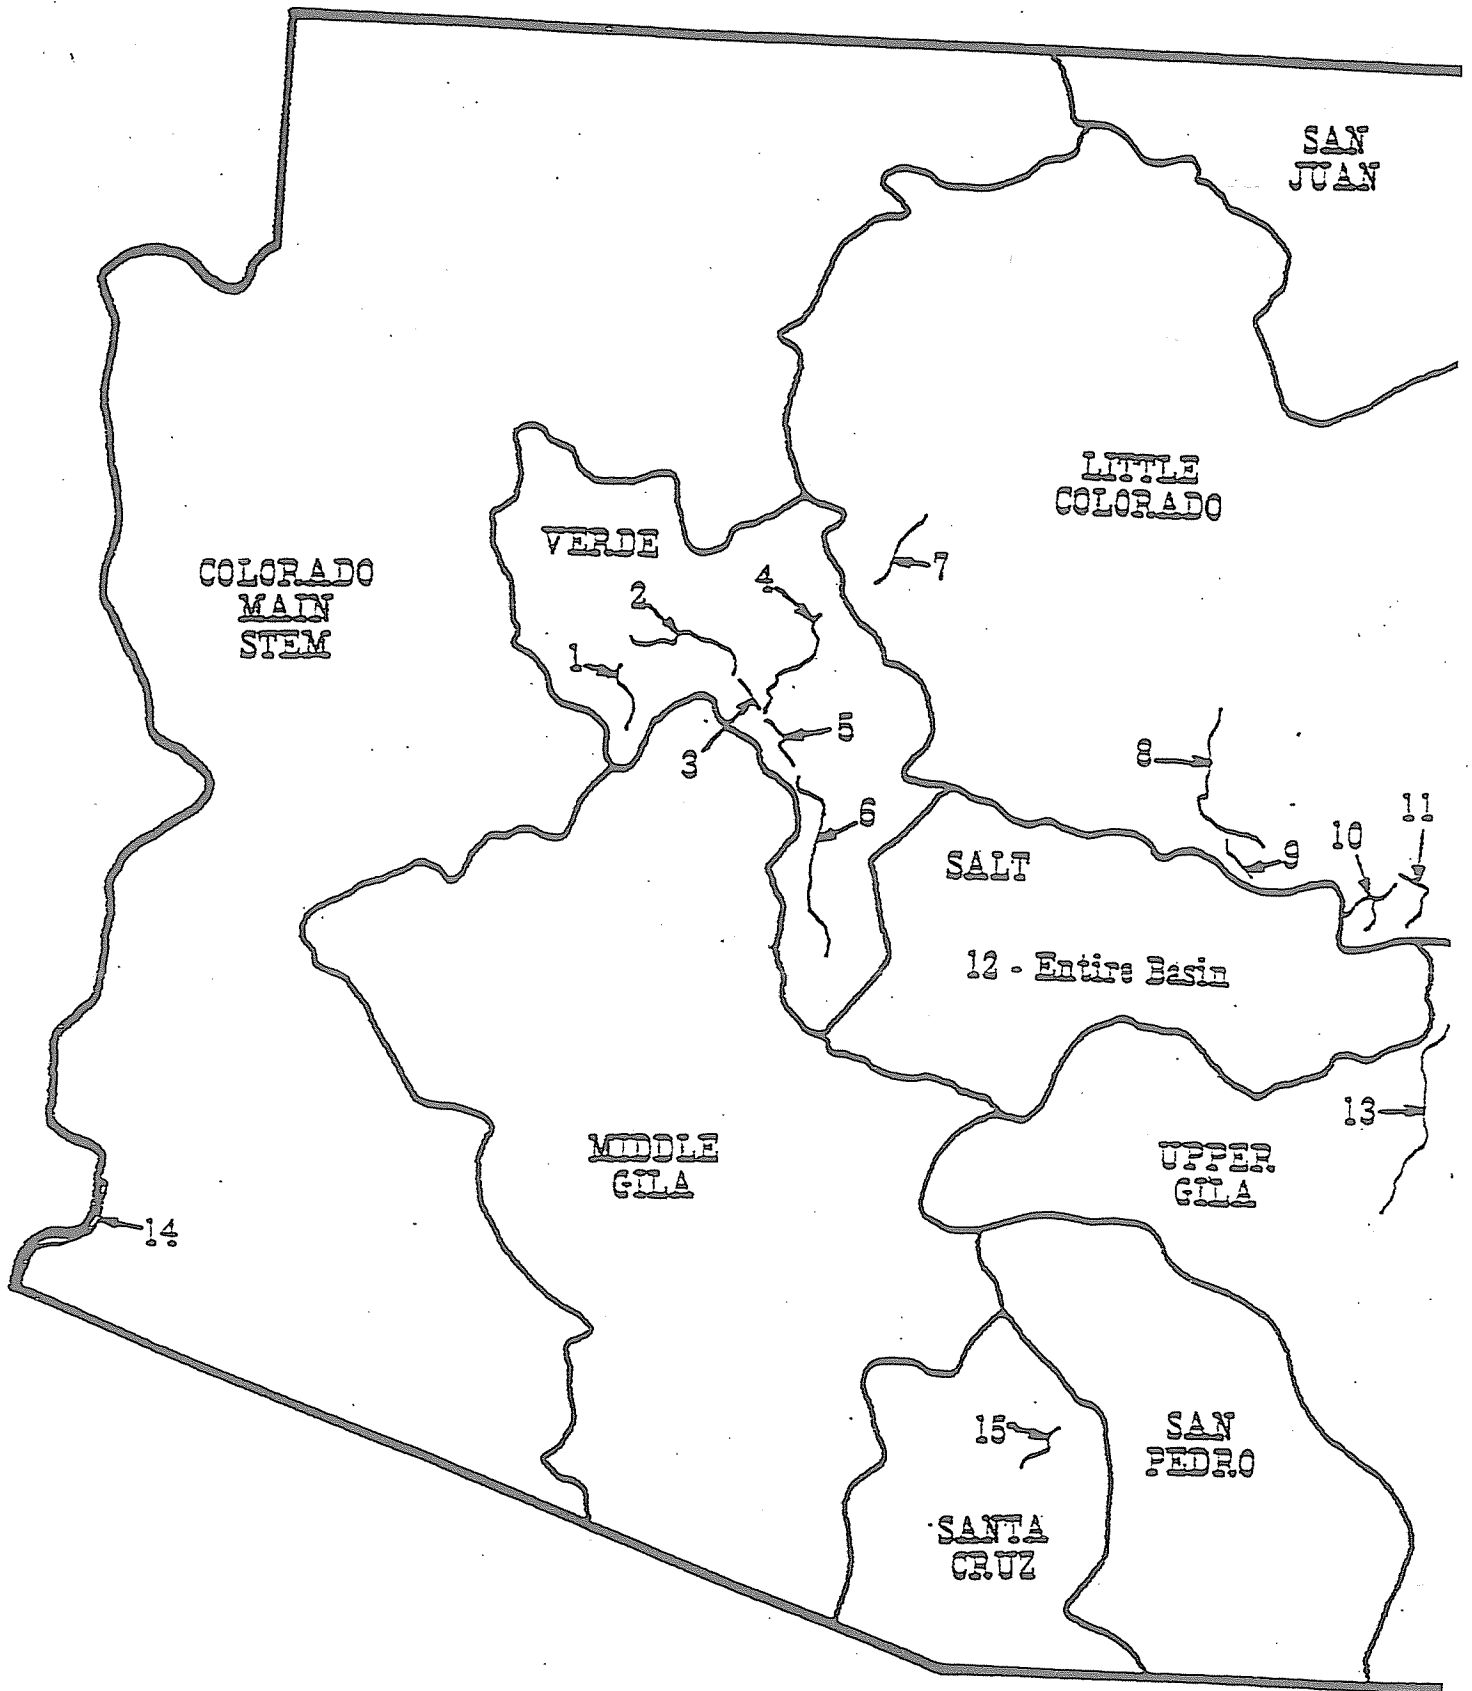 SAN
JUAN
LITTLE
COLORADO
VERDE
7
4
2
COLORADO
MAIN
STEM
1
5
3
8
6
11
10
9
SALT
12 - Entire Basin
13
MIDDLE
GILA
UPPER
GILA
14
15
SAN
PEDRO
SANTA
CRUZ